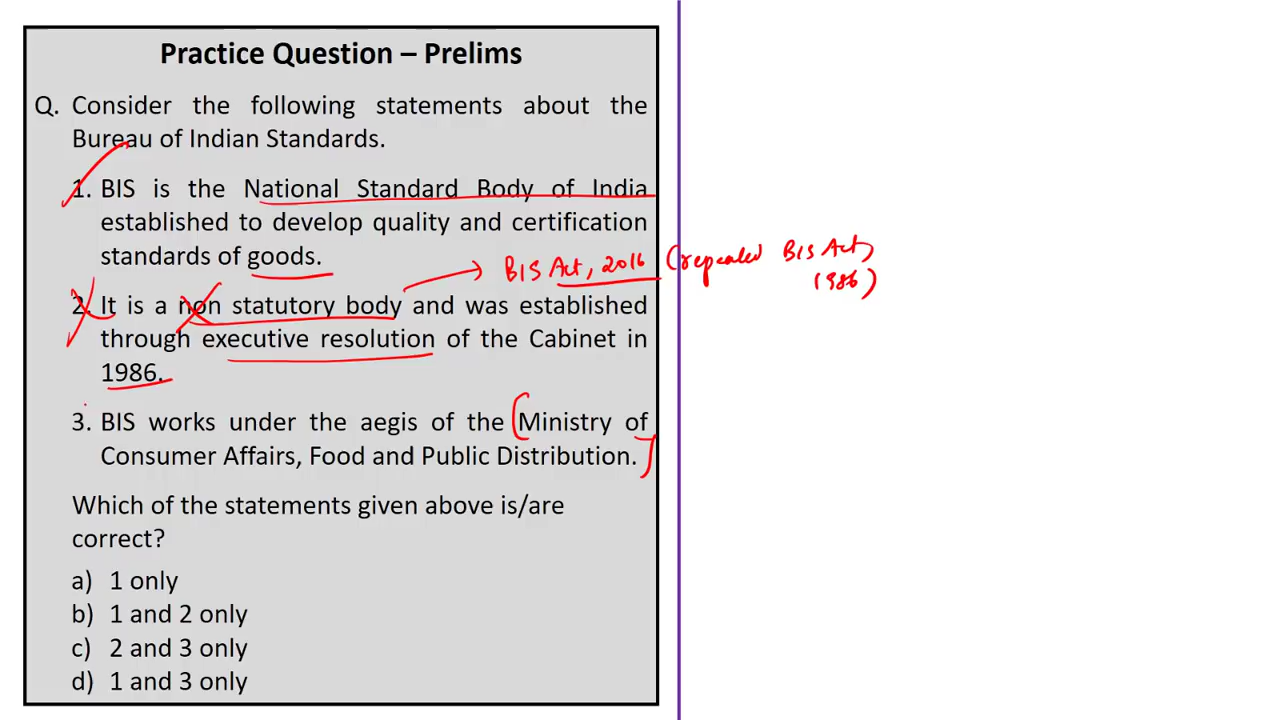 Practice Question – Prelims
Q. Consider the following statements about the
Bureau of Indian Standards.
1. BIS is the National Standard Body of India
established to develop quality and certification
standards of goods.
BIS Act, 2016 (repealed BIS Act,
1986)
2. It is a non statutory body and was established
through executive resolution of the Cabinet in
1986.
3. BIS works under the aegis of the Ministry of
Consumer Affairs, Food and Public Distribution.
Which of the statements given above is/are
correct?
a) 1 only
b) 1 and 2 only
c) 2 and 3 only
d) 1 and 3 only